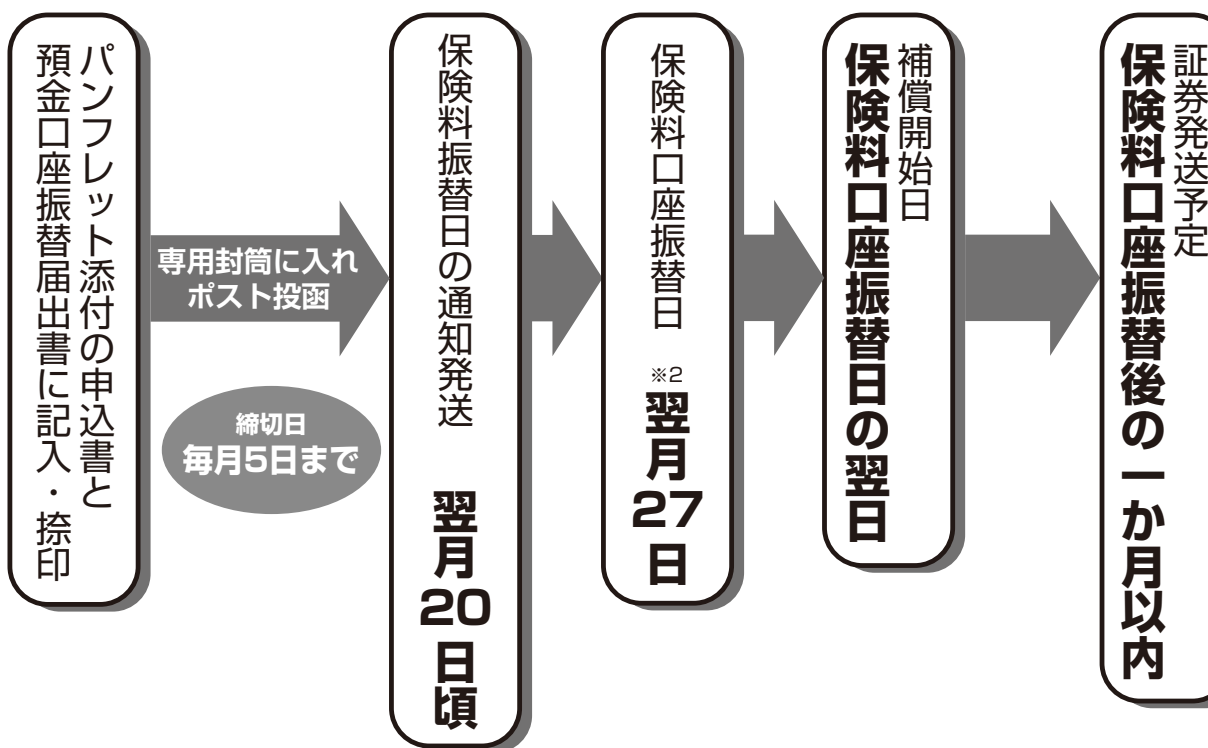 パンフレット添付の申込書と
預金口座振替届出書に記入・捺印
専用封筒に入れ
ポスト投函
締切日
毎月5日まで
保険料振替日の通知発送　翌月20日頃
保険料口座振替日　※2 翌月27日
補償開始日
保険料口座振替日の翌日
証券発送予定
保険料口座振替後の一か月以内